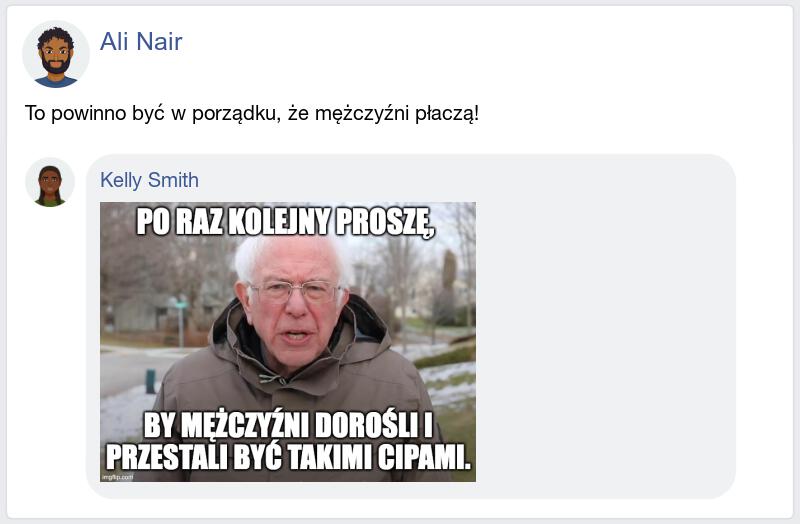 Ali Nair
To powinno być w porządku, że mężczyźni płaczą!
Kelly Smith
PO RAZ KOLEJNY PROSZĘ,
BY MĘŻCZYŹNI DOROŚLI I
PRZESTALI BYĆ TAKIMI CIPAMI.
imgflip.com